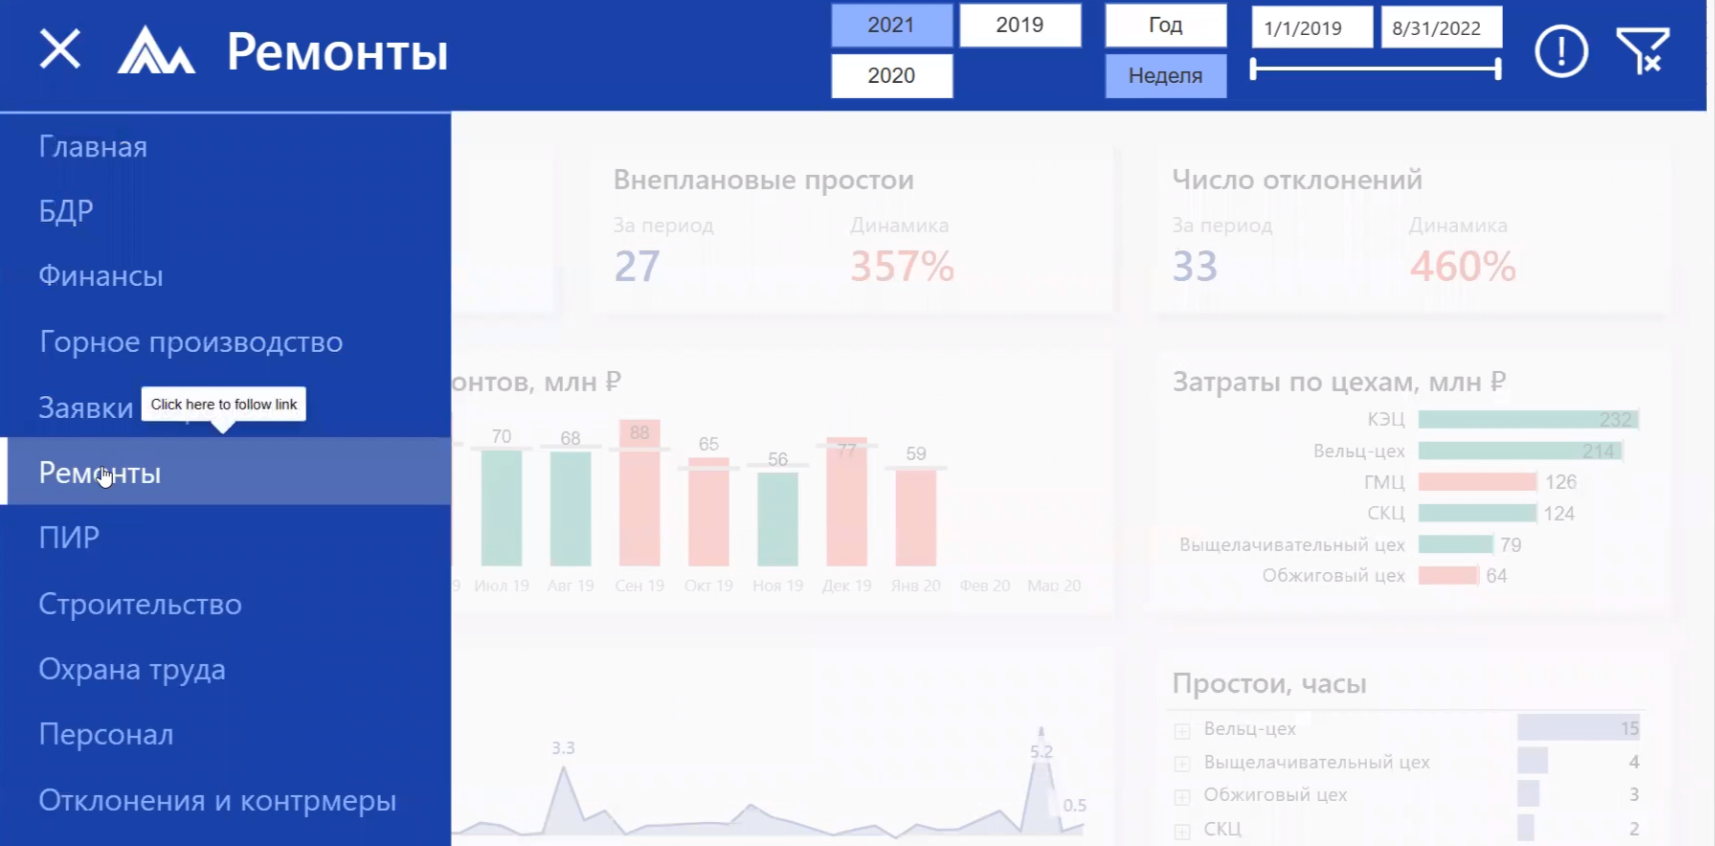 Ремонты
2021
2019
2020
Год
Неделя
1/1/2019
8/31/2022
Главная
БДР
Финансы
Горное производство
Заявки
Click here to follow link
Ремонты
ПИР
Строительство
Охрана труда
Персонал
Отклонения и контрмеры
Внеплановые простои
За период
Динамика
27
357%
Число отклонений
За период
Динамика
33
460%
онтов, млн ₽
70
68
88
65
56
77
59
9
Июл 19
Авг 19
Сен 19
Окт 19
Ноя 19
Дек 19
Янв 20
Фев 20
Мар 20
Затраты по цехам, млн ₽
КЭЦ 232
Вельц-цех 214
ГМЦ 126
СКЦ 124
Выщелачивательный цех 79
Обжиговый цех 64
3.3
5.2
0.5
Простои, часы
Вельц-цех 15
Выщелачивательный цех 4
Обжиговый цех 3
СКЦ 2